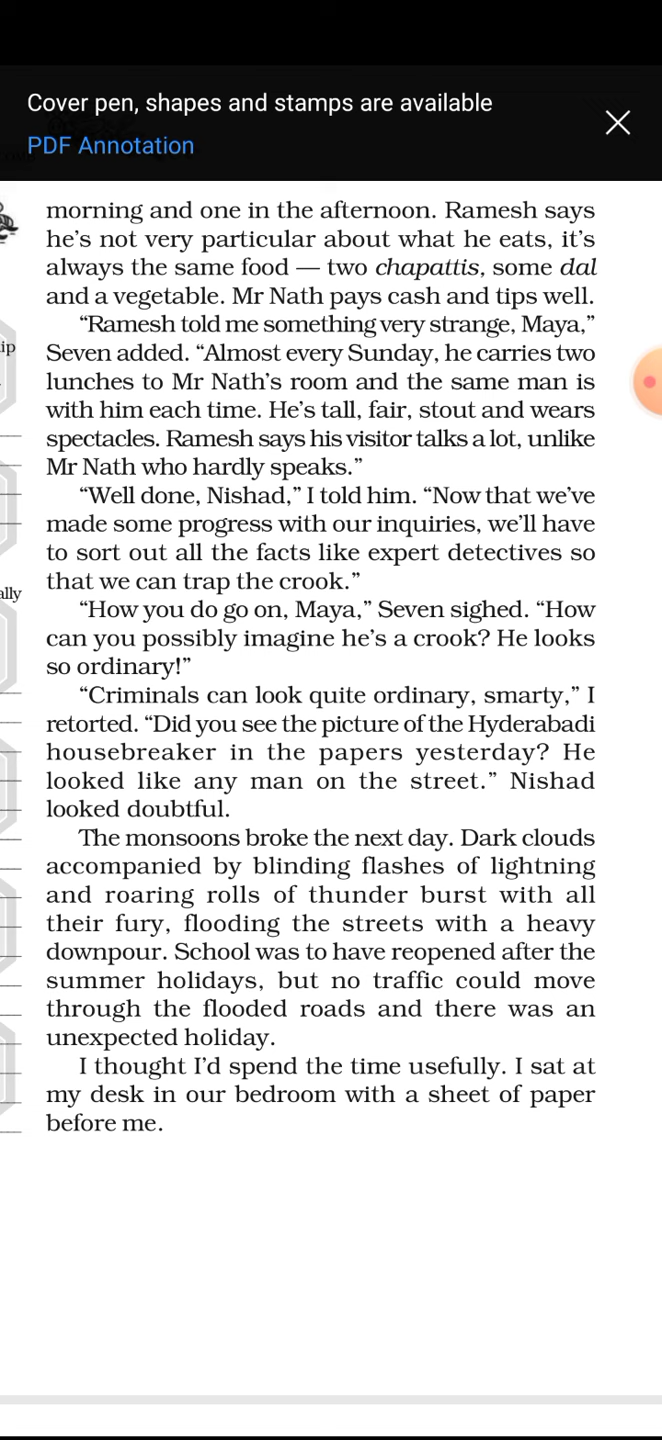 Cover pen, shapes and stamps are available
PDF Annotation
morning and one in the afternoon. Ramesh says
he's not very particular about what he eats, it's
always the same food — two chapattis, some dal
and a vegetable. Mr Nath pays cash and tips well.
“Ramesh told me something very strange, Maya,”
ip
Seven added. “Almost every Sunday, he carries two
lunches to Mr Nath's room and the same man is
with him each time. He's tall, fair, stout and wears
spectacles. Ramesh says his visitor talks a lot, unlike
Mr Nath who hardly speaks.”
“Well done, Nishad,” I told him. “Now that we've
made some progress with our inquiries, we'll have
to sort out all the facts like expert detectives so
that we can trap the crook.”
ally
“How you do go on, Maya,” Seven sighed. “How
can you possibly imagine he's a crook? He looks
so ordinary!”
“Criminals can look quite ordinary, smarty,” I
retorted. “Did you see the picture of the Hyderabadi
housebreaker in the papers yesterday? He
looked like any man on the street.” Nishad
looked doubtful.
The monsoons broke the next day. Dark clouds
accompanied by blinding flashes of lightning
and roaring rolls of thunder burst with all
their fury, flooding the streets with a heavy
downpour. School was to have reopened after the
summer holidays, but no traffic could move
through the flooded roads and there was an
unexpected holiday.
I thought I'd spend the time usefully. I sat at
my desk in our bedroom with a sheet of paper
before me.